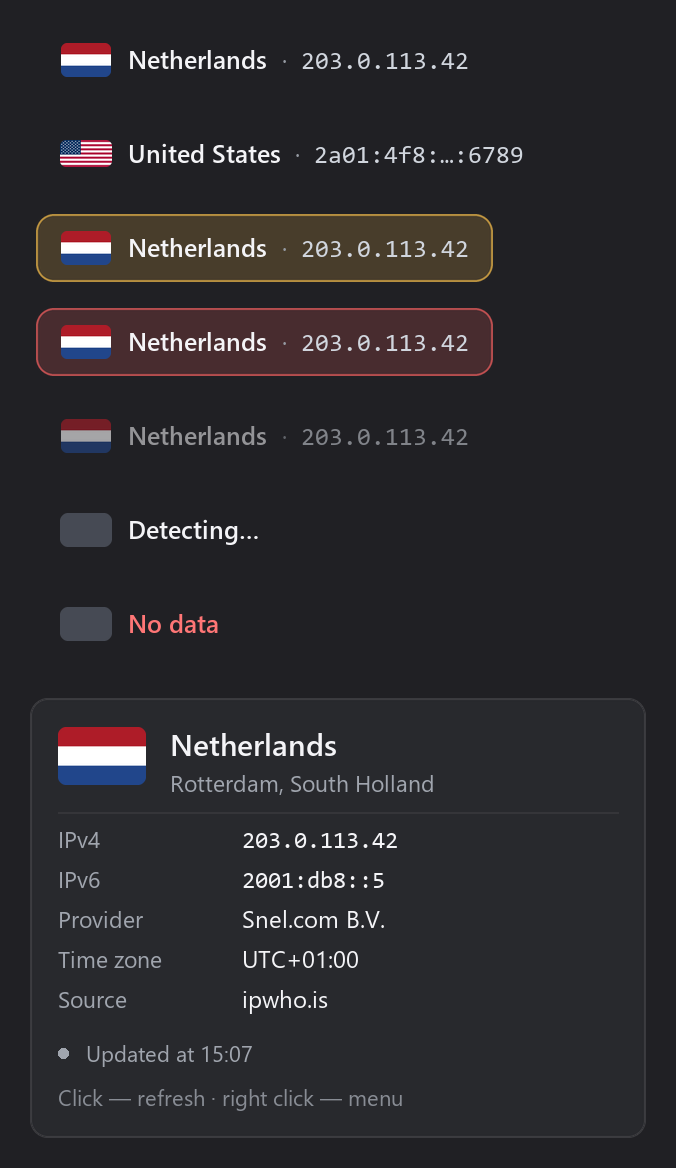 Netherlands · 203.0.113.42
United States · 2a01:4f8:…:6789
Netherlands · 203.0.113.42
Netherlands · 203.0.113.42
Netherlands · 203.0.113.42
Detecting…
No data
Netherlands
Rotterdam, South Holland
IPv4 203.0.113.42
IPv6 2001:db8::5
Provider Snel.com B.V.
Time zone UTC+01:00
Source ipwho.is
Updated at 15:07
Click — refresh · right click — menu